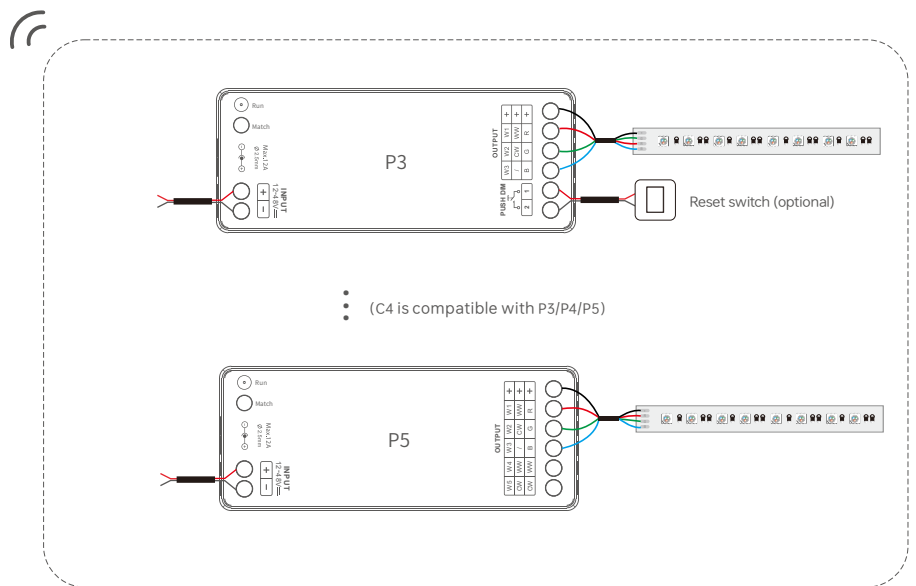 Run
Match
Max.12A
Ø 2.5mm
+
−
INPUT
12~48V
P3
OUTPUT
+ + +
W1 WW R
W2 CW G
W3 / B
PUSH DIM
1
2
Reset switch (optional)
(C4 is compatible with P3/P4/P5)
Run
Match
Max.12A
Ø 2.5mm
+
−
INPUT
12~48V
P5
OUTPUT
+ + +
W1 WW R
W2 CW G
W3 / B
W4 WW WW
W5 CW CW